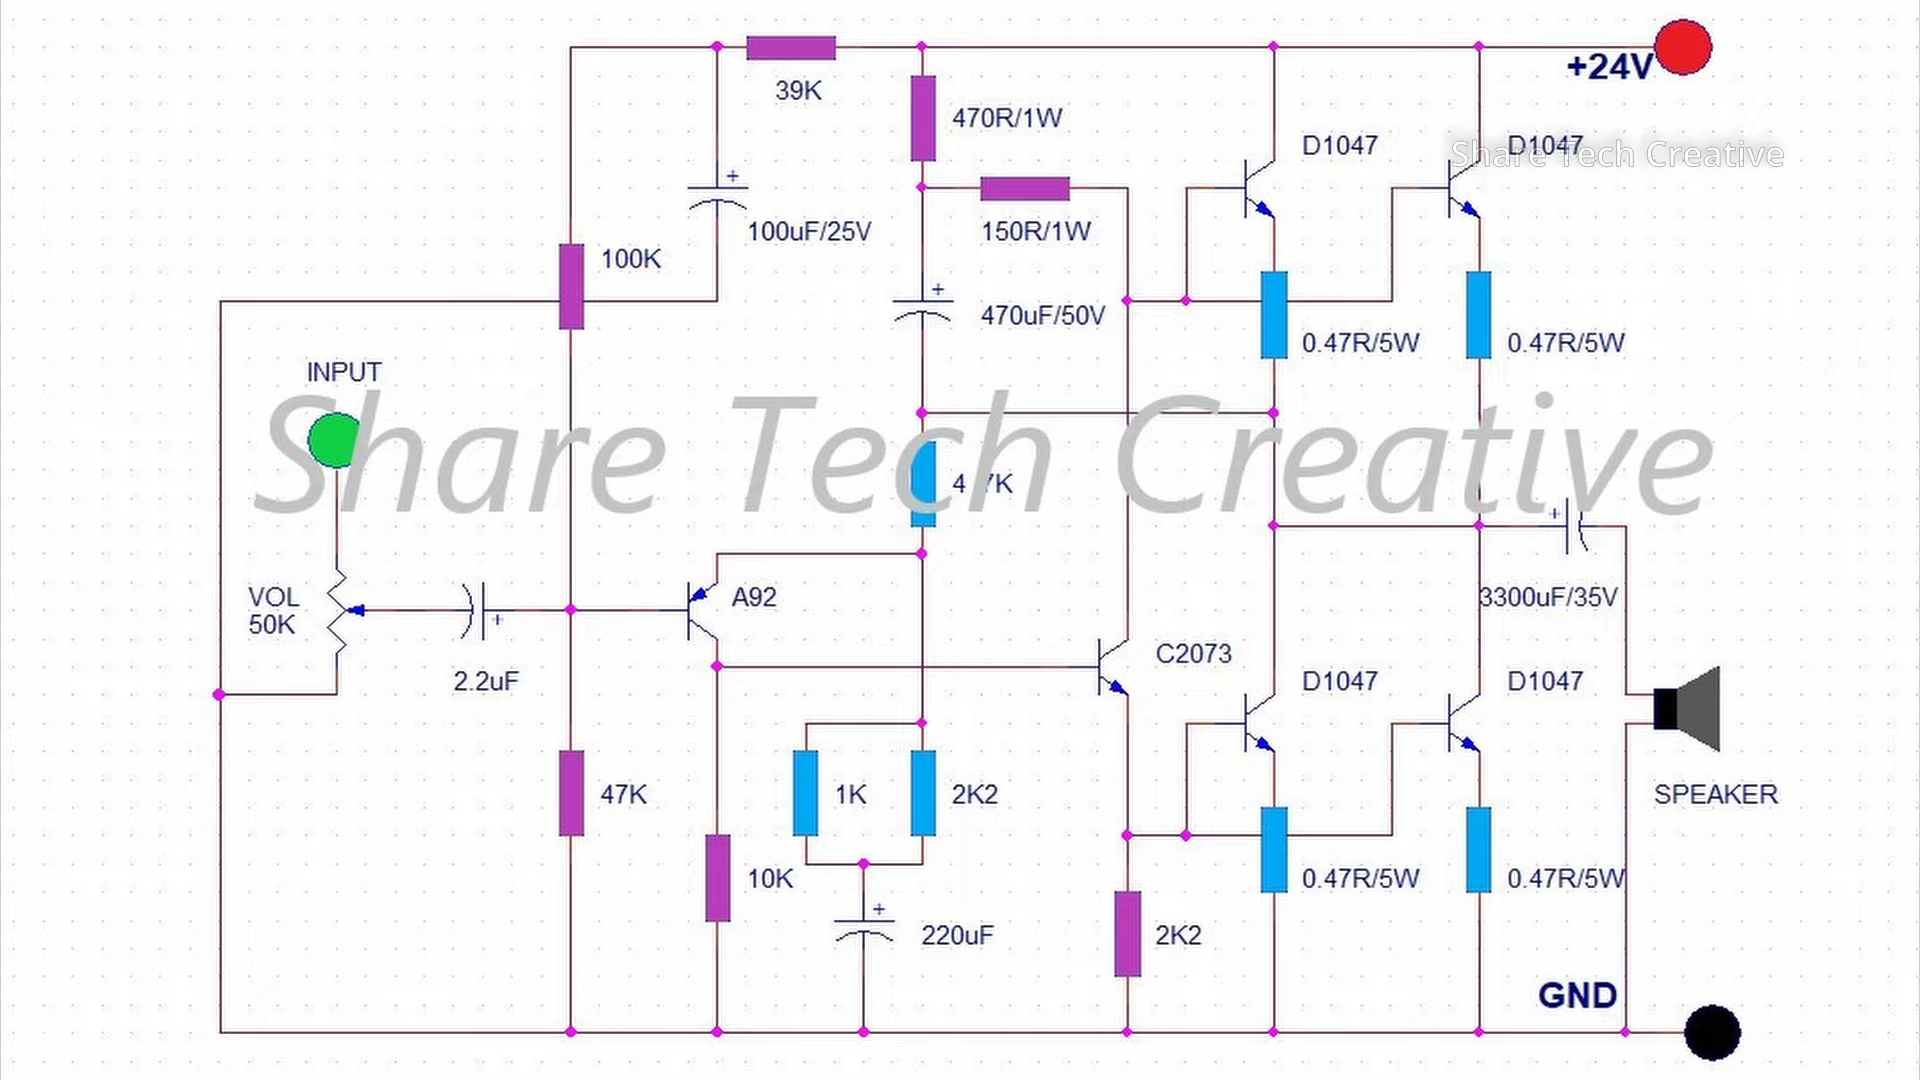 +24V
39K
470R/1W
D1047
D1047
Share Tech Creative
100uF/25V
150R/1W
100K
470uF/50V
0.47R/5W
0.47R/5W
INPUT
Share Tech Creative
4.7K
VOL
50K
A92
3300uF/35V
2.2uF
C2073
D1047
D1047
47K
1K
2K2
SPEAKER
10K
0.47R/5W
0.47R/5W
220uF
2K2
GND